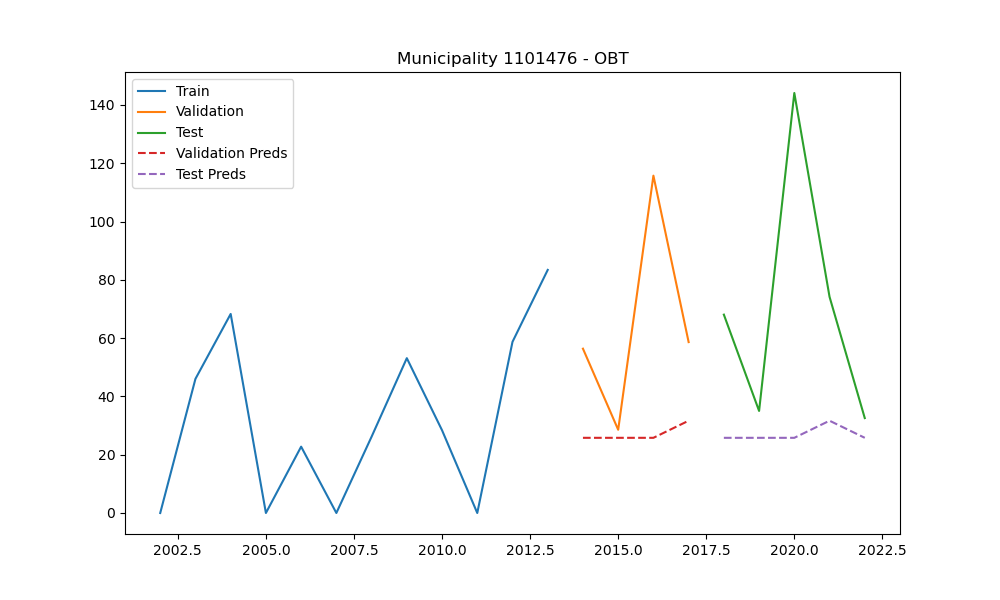 Municipality 1101476 - OBT
Train
Validation
Test
Validation Preds
Test Preds
140
120
100
80
60
40
20
0
2002.5 2005.0 2007.5 2010.0 2012.5 2015.0 2017.5 2020.0 2022.5